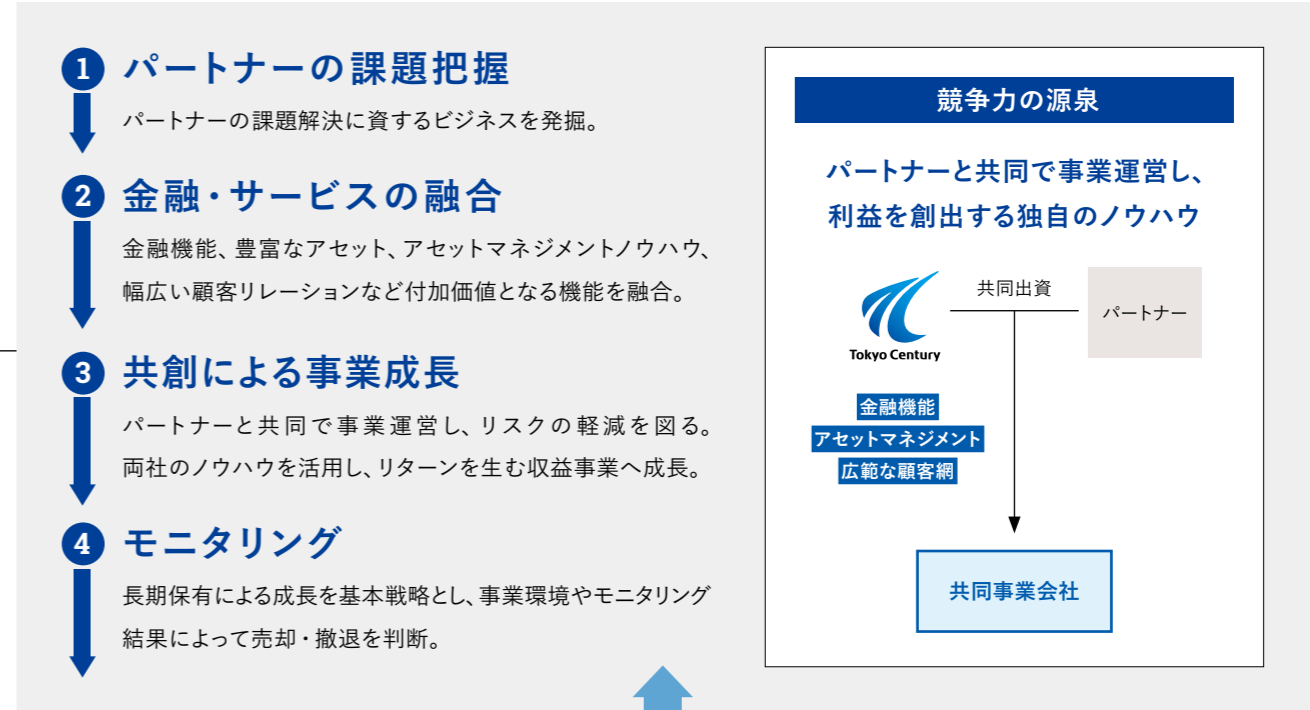 1 パートナーの課題把握
パートナーの課題解決に資するビジネスを発掘。
2 金融・サービスの融合
金融機能、豊富なアセット、アセットマネジメントノウハウ、
幅広い顧客リレーションなど付加価値となる機能を融合。
3 共創による事業成長
パートナーと共同で事業運営し、リスクの軽減を図る。
両社のノウハウを活用し、リターンを生む収益事業へ成長。
4 モニタリング
長期保有による成長を基本戦略とし、事業環境やモニタリング
結果によって売却・撤退を判断。
競争力の源泉
パートナーと共同で事業運営し、
利益を創出する独自のノウハウ
共同出資
パートナー
Tokyo Century
金融機能
アセットマネジメント
広範な顧客網
共同事業会社